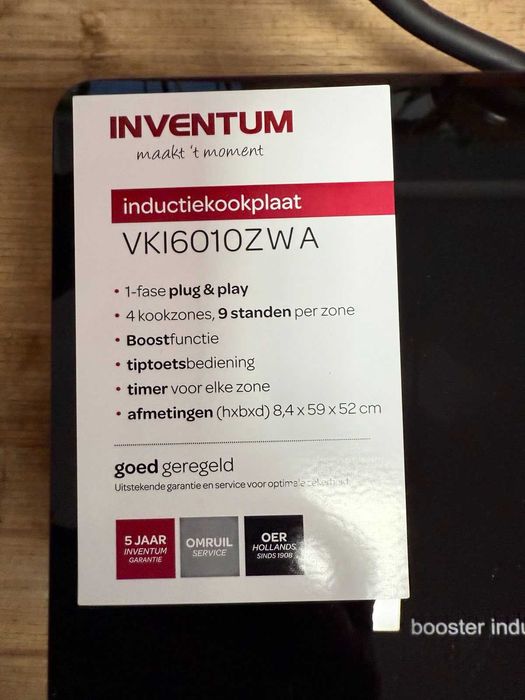 INVENTUM
maakt 't moment
inductiekookplaat
VKI6010ZWA
• 1-fase plug & play
• 4 kookzones, 9 standen per zone
• Boostfunctie
• tiptoetsbediening
• timer voor elke zone
• afmetingen (hxbxd) 8,4 x 59 x 52 cm
goed geregeld
Uitstekende garantie en service voor optimale zekerheid
5 JAAR
INVENTUM
GARANTIE
OMRUIL
SERVICE
OER
HOLLANDS
SINDS 1908
booster indu